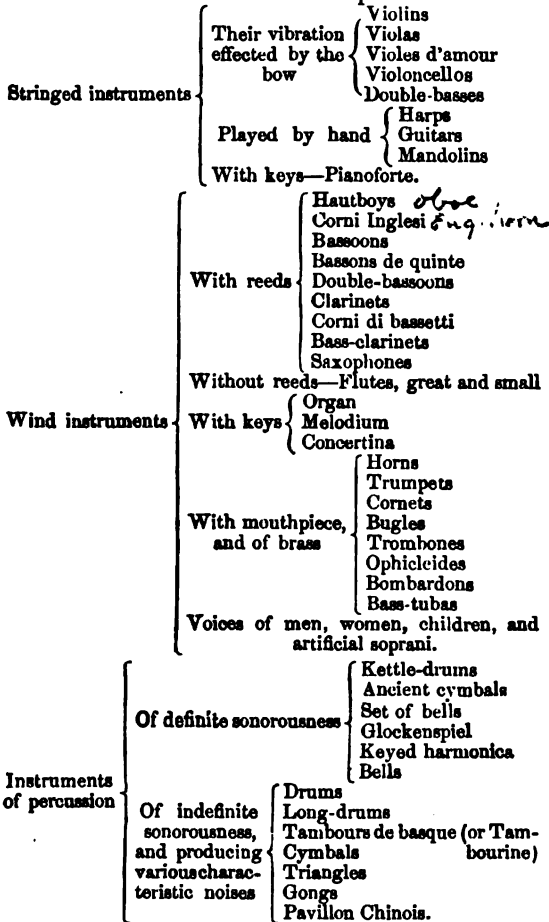 Stringed instruments
Their vibration
effected by the
bow
Violins
Violas
Violes d'amour
Violoncellos
Double-basses
Played by hand
Harps
Guitars
Mandolins
With keys—Pianoforte.
Wind instruments
With reeds
Hautboys oboe
Corni Inglesi Eng.
Bassoons
Bassons de quinte
Double-bassoons
Clarinets
Corni di bassetti
Bass-clarinets
Saxophones
Without reeds—Flutes, great and small
With keys
Organ
Melodium
Concertina
With mouthpiece,
and of brass
Horns
Trumpets
Cornets
Bugles
Trombones
Ophicleides
Bombardons
Bass-tubas
Voices of men, women, children, and
artificial soprani.
Instruments
of percussion
Of definite sonorousness
Kettle-drums
Ancient cymbals
Set of bells
Glockenspiel
Keyed harmonica
Bells
Of indefinite
sonorousness,
and producing
various charac-
teristic noises
Drums
Long-drums
Tambours de basque (or Tam-
Cymbals bourine)
Triangles
Gongs
Pavillon Chinois.